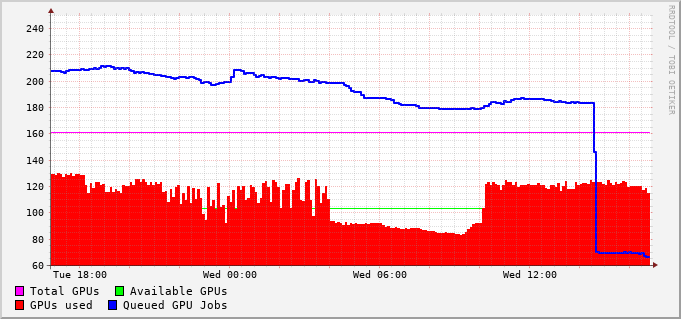 RRDTOOL / TOBI OETIKER
240
220
200
180
160
140
120
100
80
60
Tue 18:00 Wed 00:00 Wed 06:00 Wed 12:00
Total GPUs Available GPUs
GPUs used Queued GPU Jobs